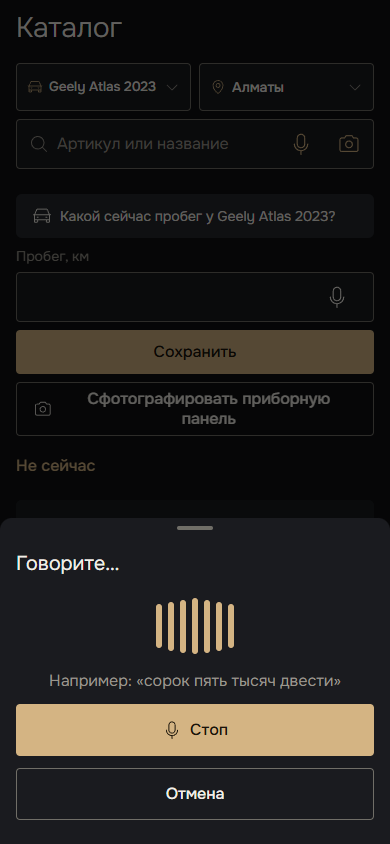 Каталог
Geely Atlas 2023
Алматы
Артикул или название
Какой сейчас пробег у Geely Atlas 2023?
Пробег, км
Сохранить
Сфотографировать приборную
панель
Не сейчас
Говорите...
Например: «сорок пять тысяч двести»
Стоп
Отмена